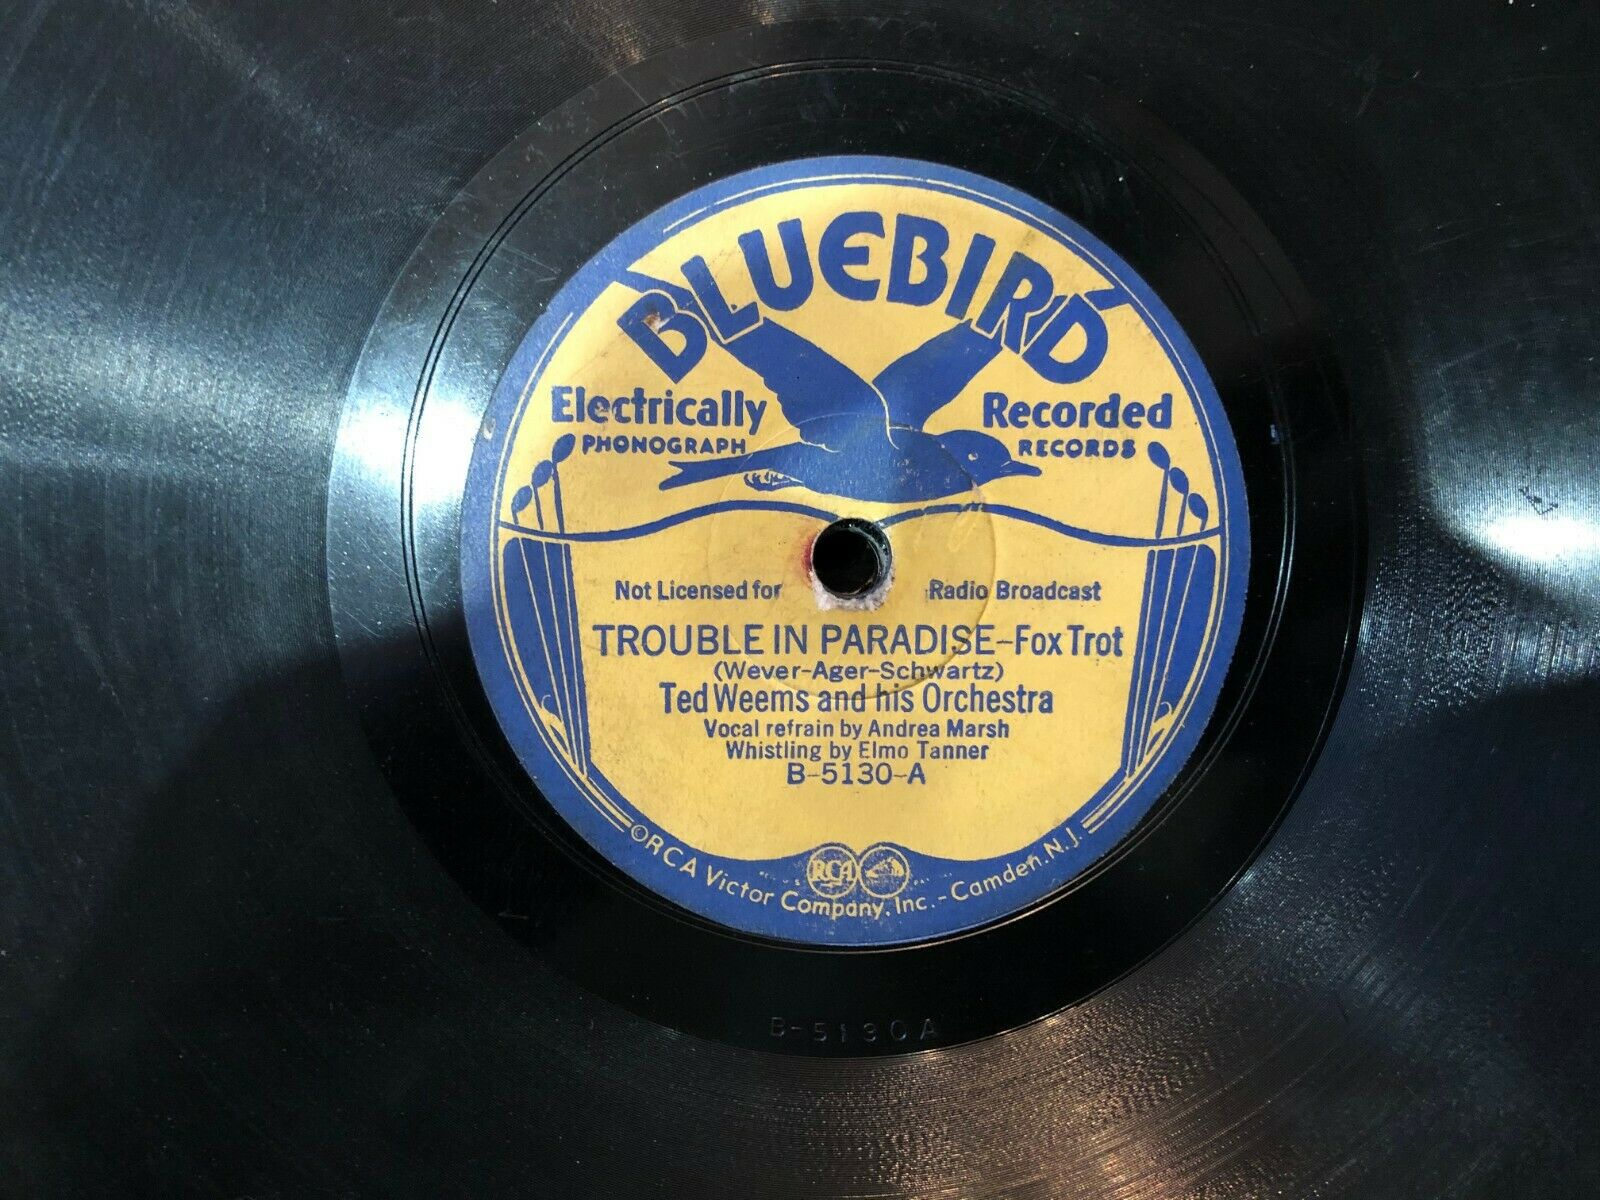 BLUEBIRD
Electrically Recorded
PHONOGRAPH RECORDS
Not Licensed for Radio Broadcast
TROUBLE IN PARADISE-Fox Trot
(Wever-Ager-Schwartz)
Ted Weems and his Orchestra
Vocal refrain by Andrea Marsh
Whistling by Elmo Tanner
B-5130-A
RCA
©RCA Victor Company, Inc.-Camden, N.J.
B-5130A